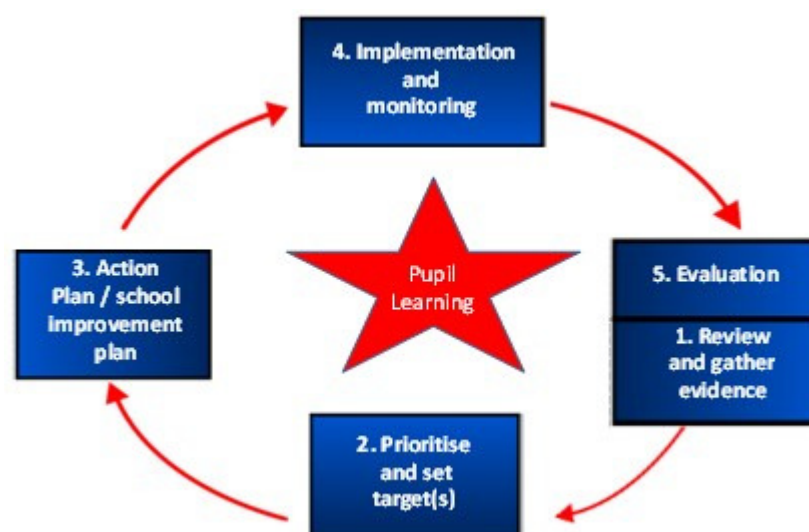 4. Implementation
and
monitoring
3. Action
Plan / school
improvement
plan
Pupil
Learning
5. Evaluation
1. Review
and gather
evidence
2. Prioritise
and set
target(s)